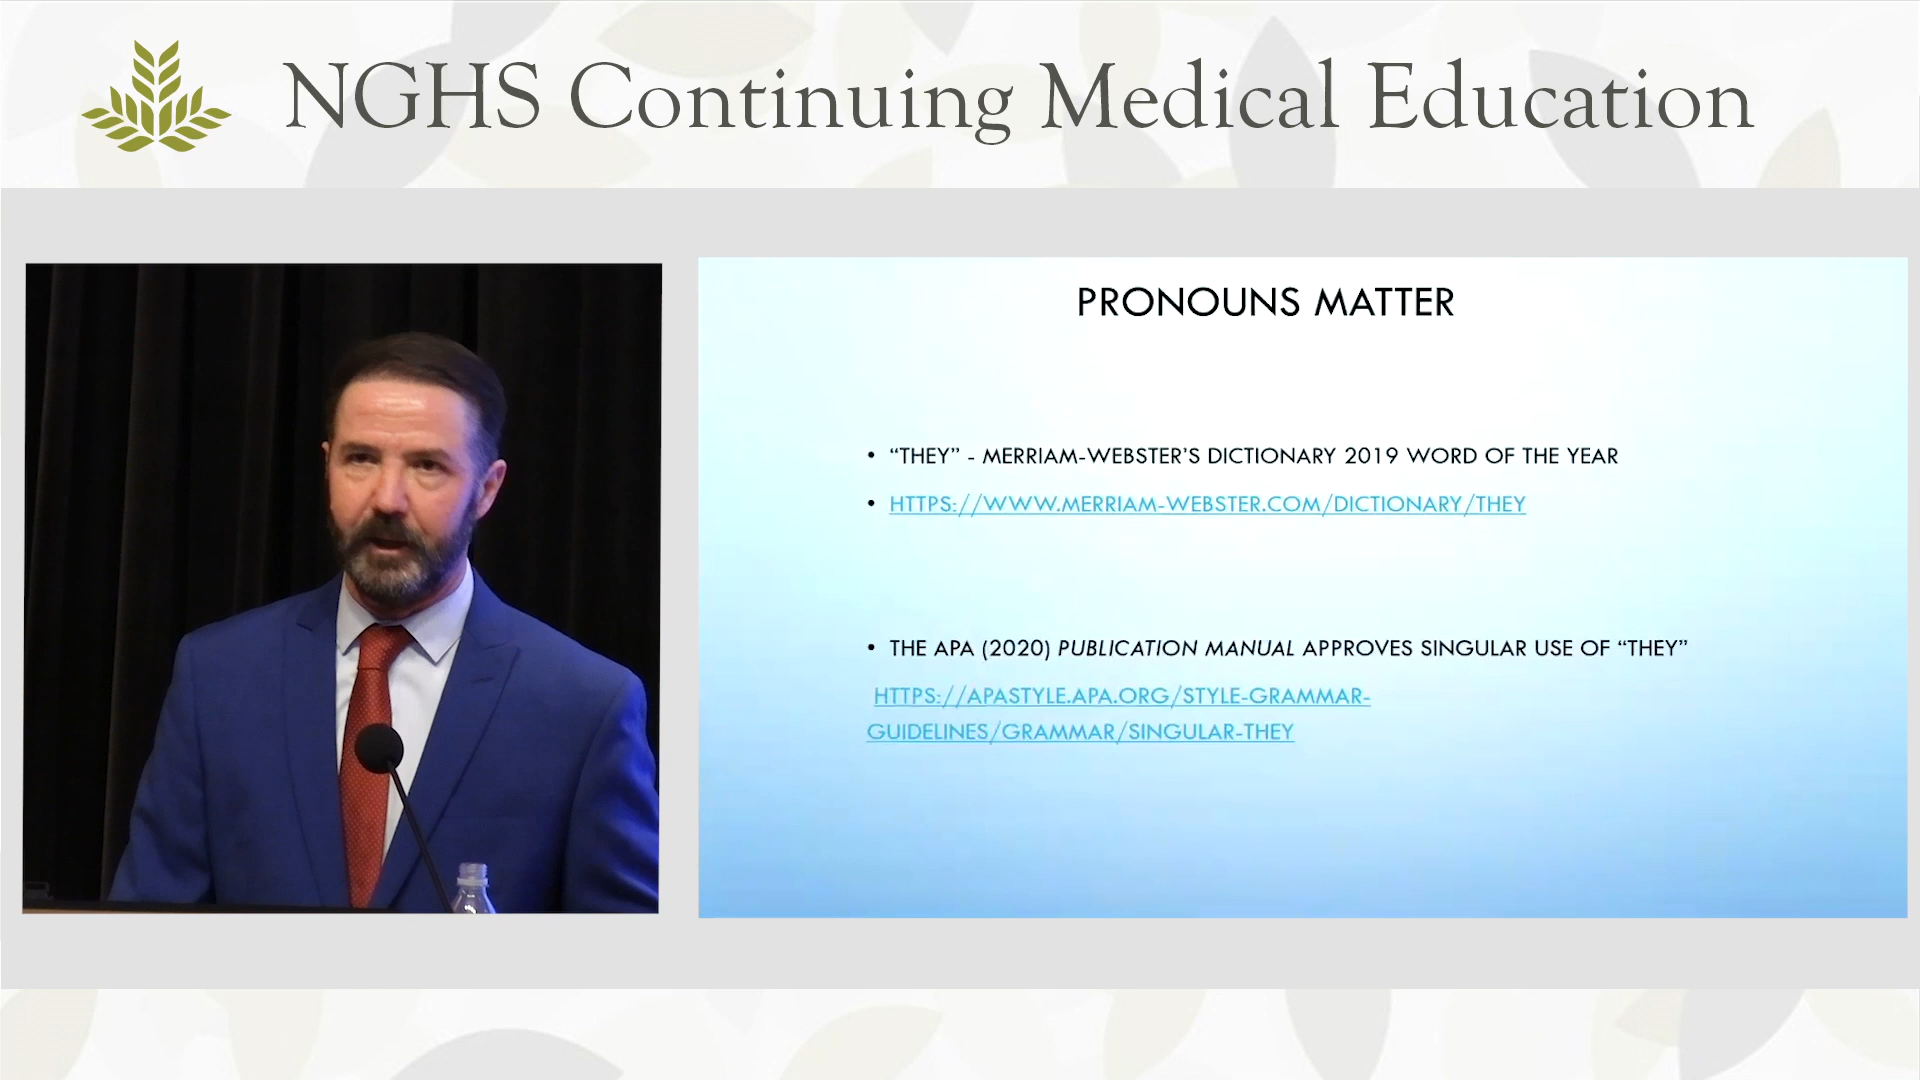 NGHS Continuing Medical Education
PRONOUNS MATTER
• “THEY” - MERRIAM-WEBSTER’S DICTIONARY 2019 WORD OF THE YEAR
• HTTPS://WWW.MERRIAM-WEBSTER.COM/DICTIONARY/THEY
• THE APA (2020) PUBLICATION MANUAL APPROVES SINGULAR USE OF “THEY”
HTTPS://APASTYLE.APA.ORG/STYLE-GRAMMAR-
GUIDELINES/GRAMMAR/SINGULAR-THEY